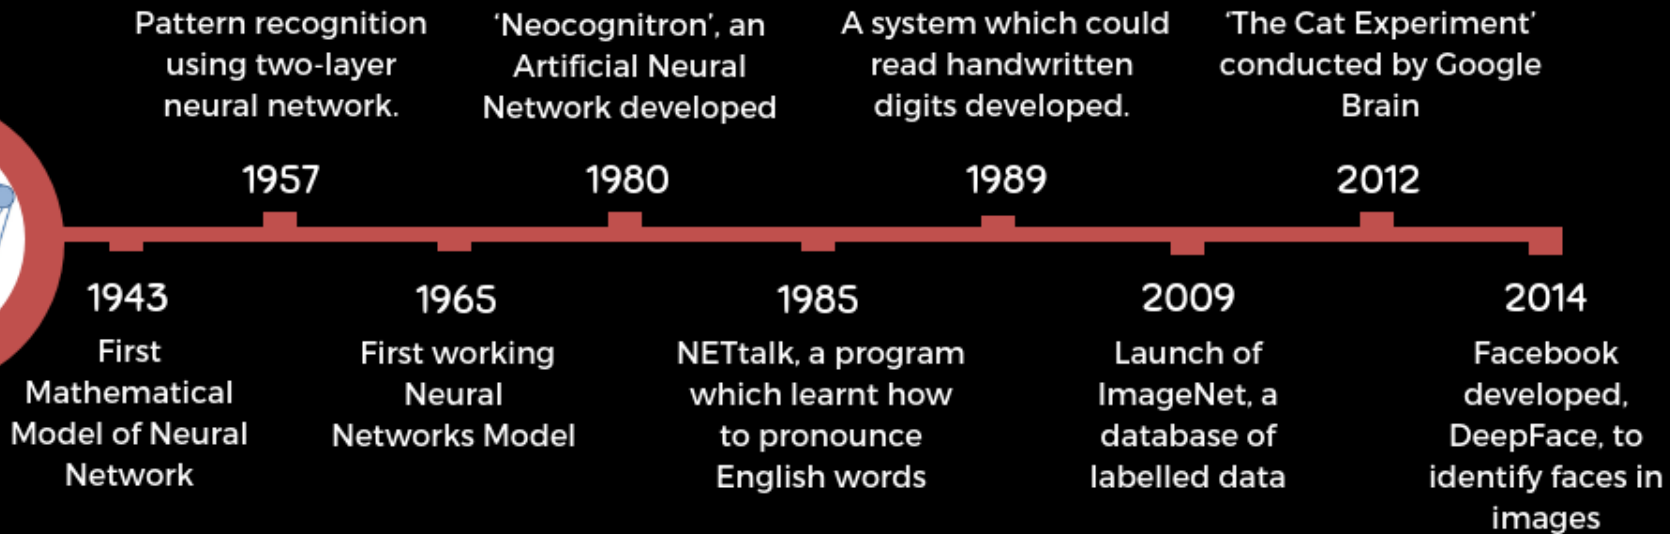 Pattern recognition
using two-layer
neural network.
1957
‘Neocognitron’, an
Artificial Neural
Network developed
1980
A system which could
read handwritten
digits developed.
1989
‘The Cat Experiment’
conducted by Google
Brain
2012
1943
First
Mathematical
Model of Neural
Network
1965
First working
Neural
Networks Model
1985
NETtalk, a program
which learnt how
to pronounce
English words
2009
Launch of
ImageNet, a
database of
labelled data
2014
Facebook
developed,
DeepFace, to
identify faces in
images